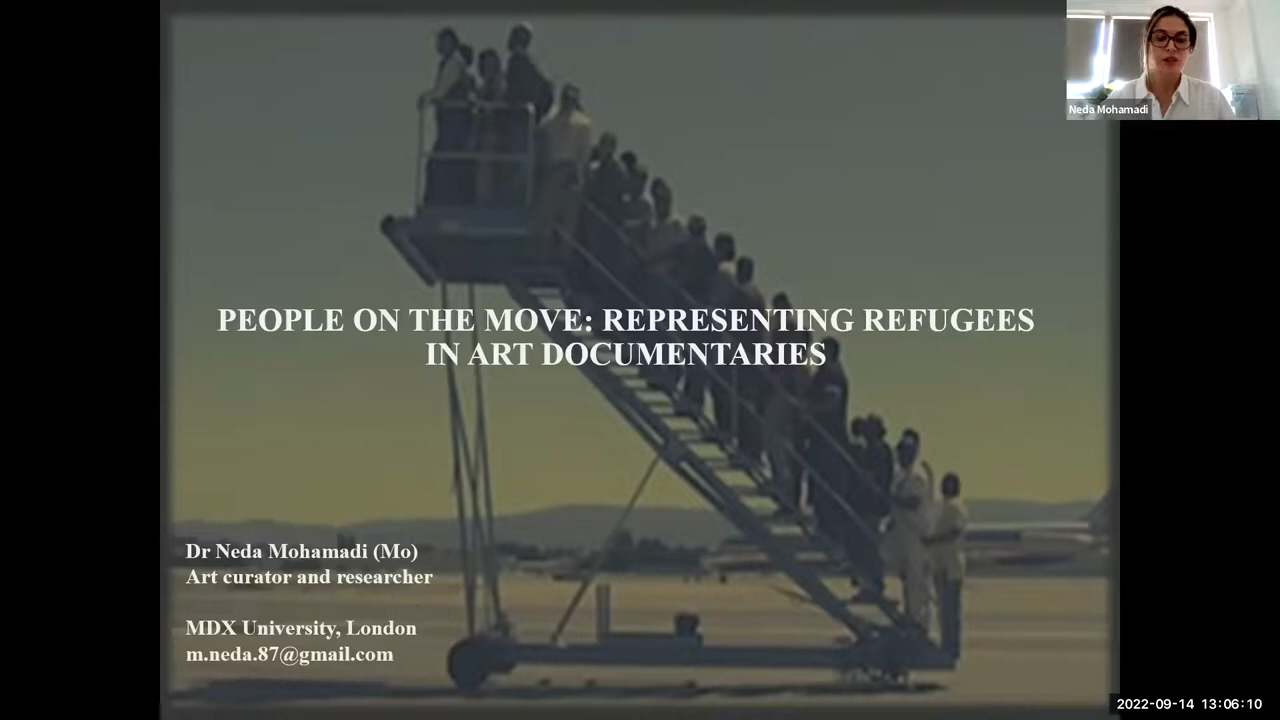 Neda Mohamadi
PEOPLE ON THE MOVE: REPRESENTING REFUGEES
IN ART DOCUMENTARIES
Dr Neda Mohamadi (Mo)
Art curator and researcher
MDX University, London
m.neda.87@gmail.com
2022-09-14 13:06:10